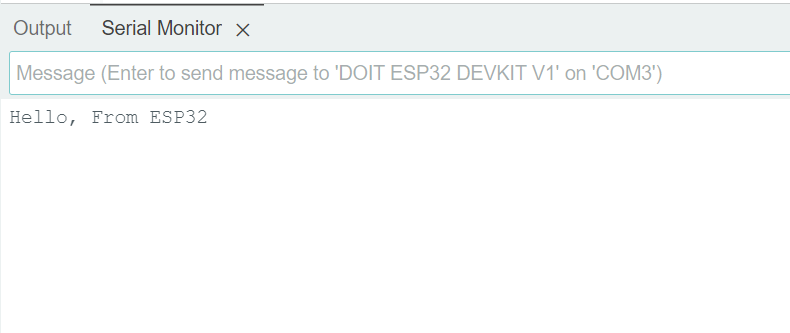 Output Serial Monitor
Message (Enter to send message to 'DOIT ESP32 DEVKIT V1' on 'COM3')
Hello, From ESP32